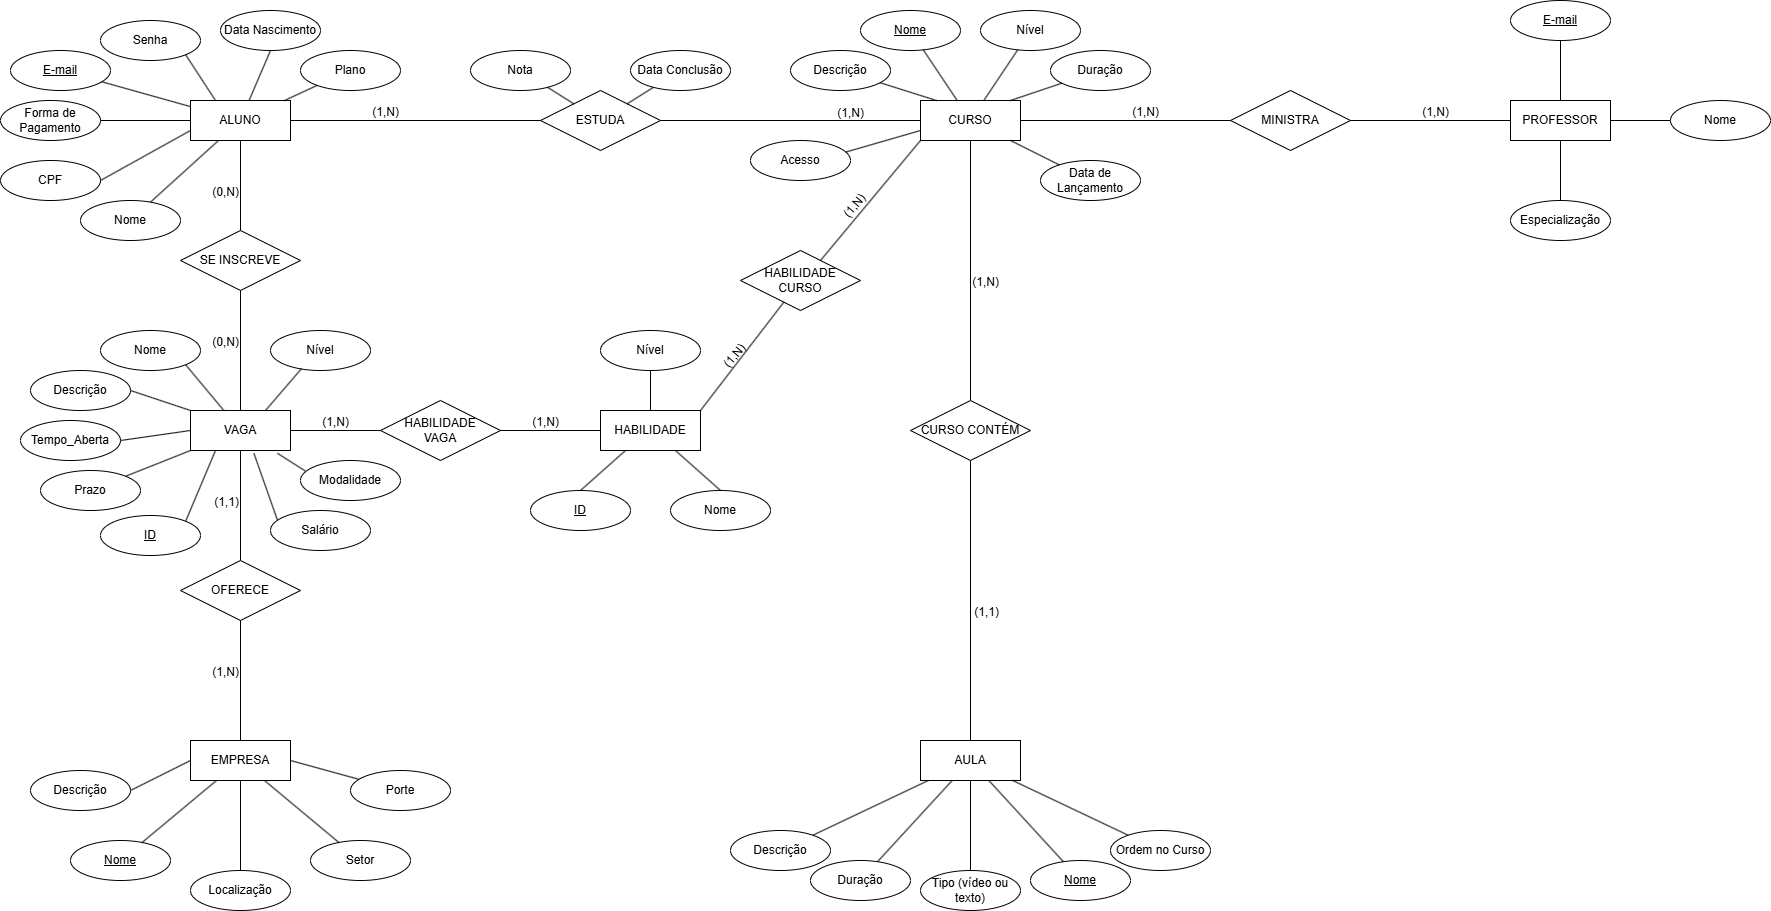 E-mail
Senha
Data Nascimento
Plano
Nota
Data Conclusão
Descrição
Nome
Nível
Duração
E-mail
Forma de
Pagamento
ALUNO
(1,N)
ESTUDA
(1,N)
CURSO
(1,N)
MINISTRA
(1,N)
PROFESSOR
Nome
CPF
Nome
(0,N)
Acesso
Data de
Lançamento
(1,N)
Especialização
SE INSCREVE
HABILIDADE
CURSO
(1,N)
(0,N)
(1,N)
Nome
Nível
Nível
Descrição
Tempo_Aberta
VAGA
(1,N)
HABILIDADE
VAGA
(1,N)
HABILIDADE
CURSO CONTÉM
Prazo
Modalidade
(1,1)
ID
Salário
ID
Nome
OFERECE
(1,1)
(1,N)
EMPRESA
AULA
Descrição
Porte
Nome
Setor
Localização
Descrição
Duração
Tipo (vídeo ou
texto)
Nome
Ordem no Curso